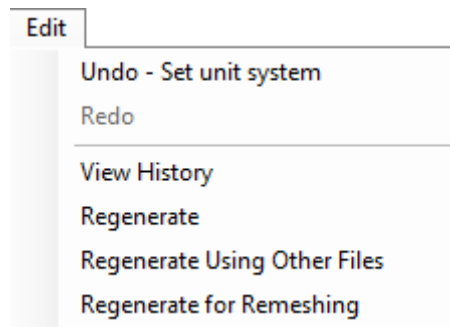 Edit
Undo - Set unit system
Redo
View History
Regenerate
Regenerate Using Other Files
Regenerate for Remeshing